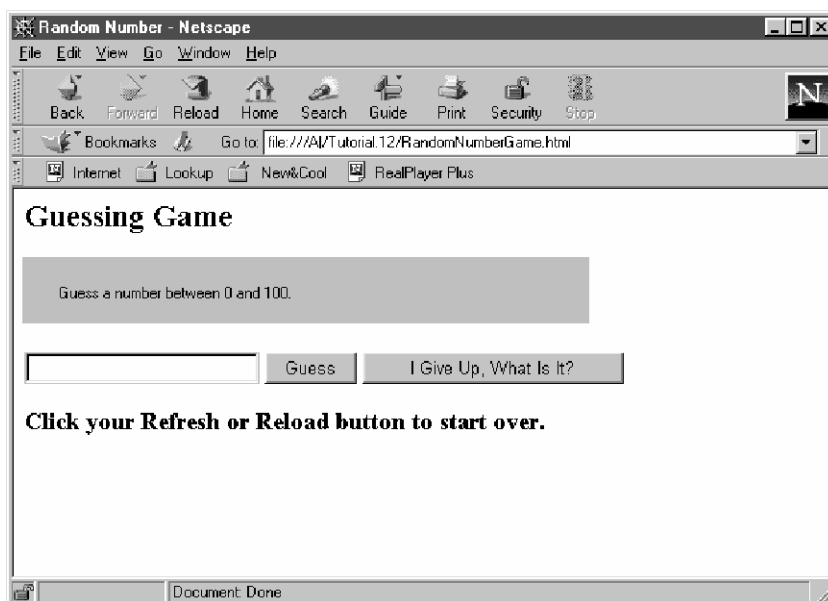 Random Number - Netscape
File Edit View Go Window Help
Back Forward Reload Home Search Guide Print Security Stop
N
Bookmarks Go to: file:///A|/Tutorial.12/RandomNumberGame.html
Internet Lookup New&Cool RealPlayer Plus
Guessing Game
Guess a number between 0 and 100.
Guess I Give Up, What Is It?
Click your Refresh or Reload button to start over.
Document: Done